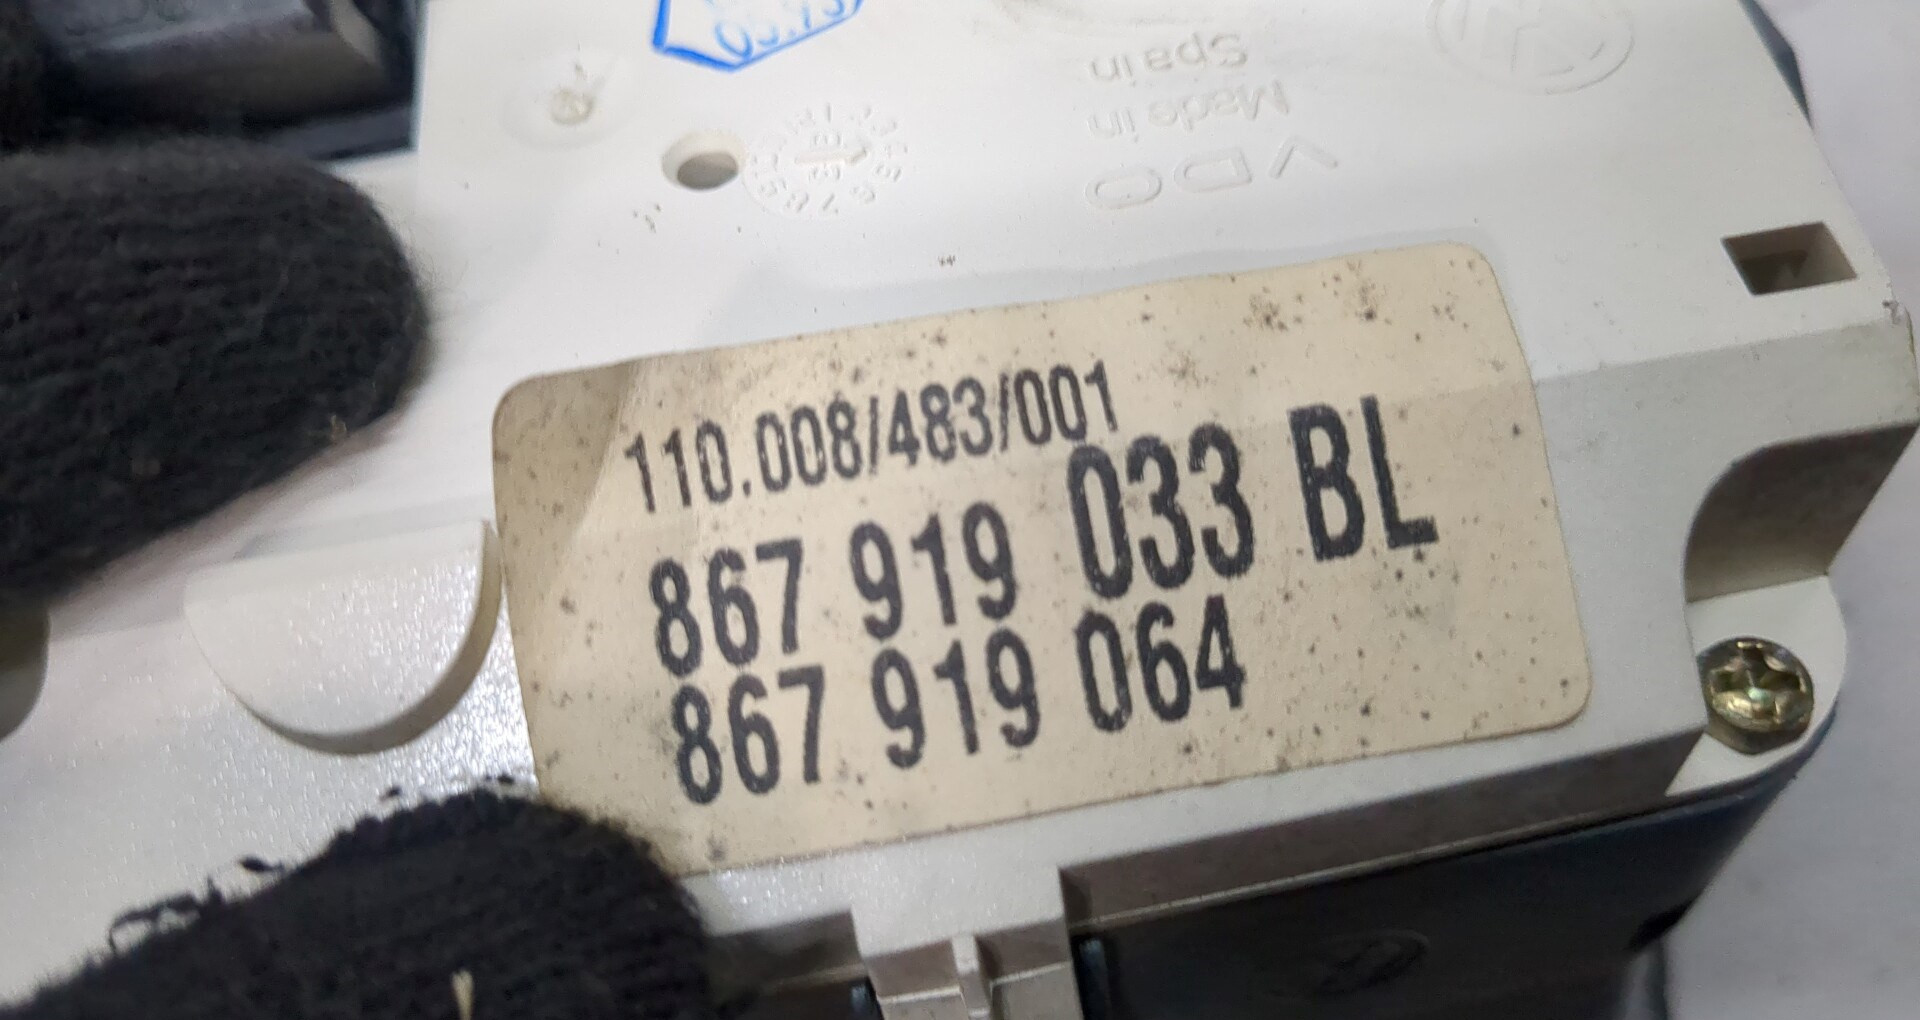 VDO
Made in
Spain
110.008/483/001
867 919 033 BL
867 919 064